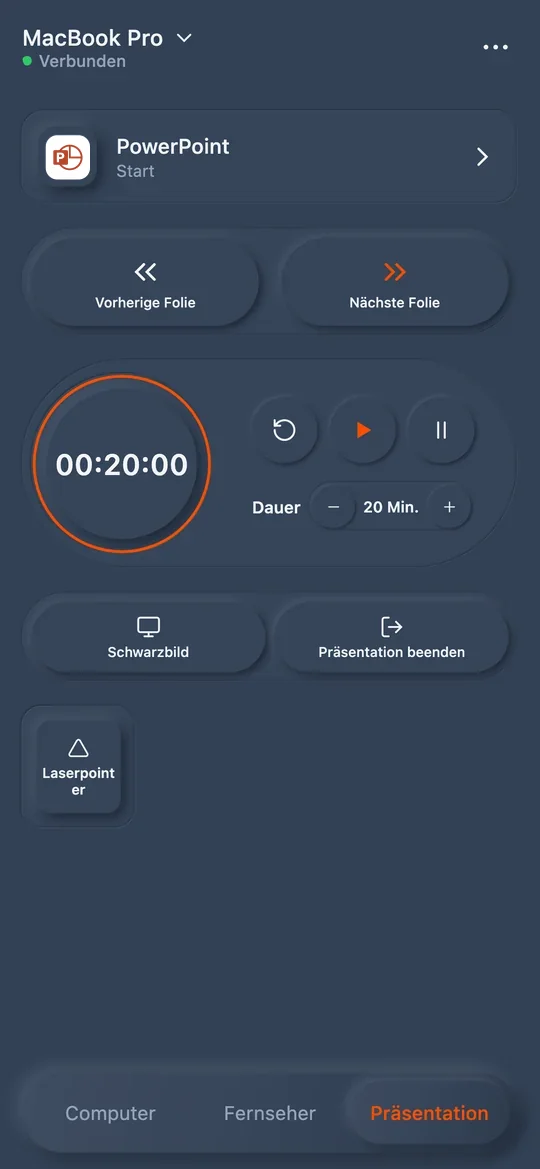 MacBook Pro
Verbunden
PowerPoint
Start
Vorherige Folie
Nächste Folie
00:20:00
Dauer
20 Min.
Schwarzbild
Präsentation beenden
Laserpoint
er
Computer
Fernseher
Präsentation